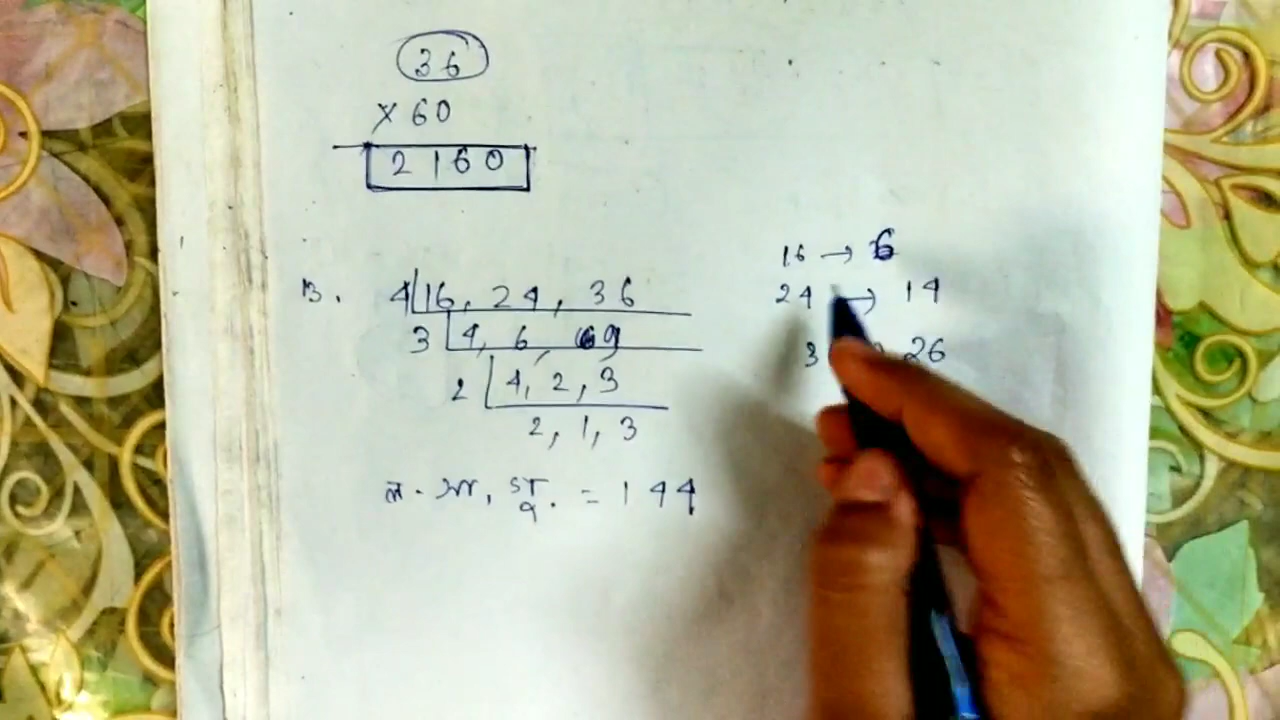 36
× 60
2160
B. 4 16, 24, 36
3 4, 6, 9
2 4, 2, 3
2, 1, 3
ল. সা, গু. = 144
16 → 6
24 → 14
3 26